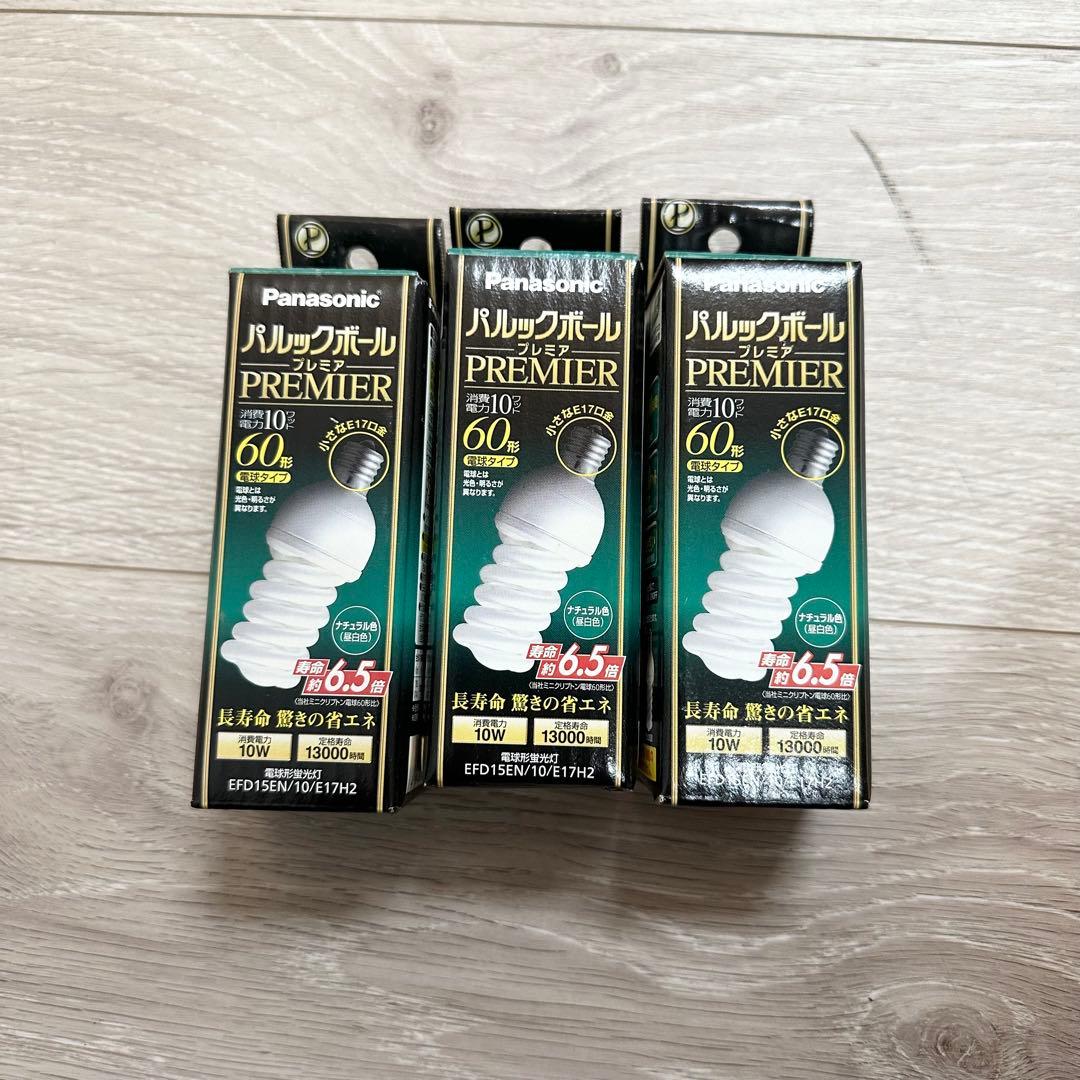 Panasonic
パルックボール
プレミア
PREMIER
消費電力10ワット
小さなE17口金
60形
電球タイプ
電球とは
光色・明るさが
異なります。
ナチュラル色
(昼白色)
寿命約6.5倍
(当社ミニクリプトン電球60形比)
長寿命 驚きの省エネ
消費電力 定格寿命
10W 13000時間
電球形蛍光灯
EFD15EN/10/E17H2
Panasonic
パルックボール
プレミア
PREMIER
消費電力10ワット
小さなE17口金
60形
電球タイプ
電球とは
光色・明るさが
異なります。
ナチュラル色
(昼白色)
寿命約6.5倍
(当社ミニクリプトン電球60形比)
長寿命 驚きの省エネ
消費電力 定格寿命
10W 13000時間
電球形蛍光灯
EFD15EN/10/E17H2
Panasonic
パルックボール
プレミア
PREMIER
消費電力10ワット
小さなE17口金
60形
電球タイプ
電球とは
光色・明るさが
異なります。
ナチュラル色
(昼白色)
寿命約6.5倍
(当社ミニクリプトン電球60形比)
長寿命 驚きの省エネ
消費電力 定格寿命
10W 13000時間